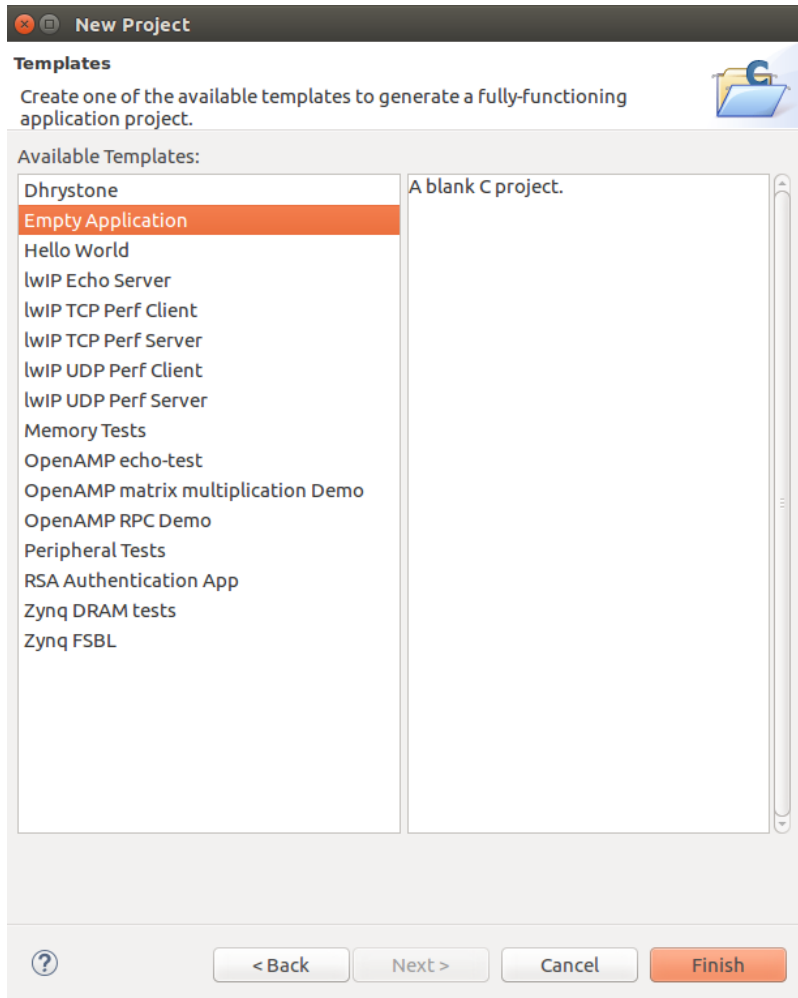 New Project
Templates
Create one of the available templates to generate a fully-functioning
application project.
C
Available Templates:
Dhrystone
Empty Application
Hello World
lwIP Echo Server
lwIP TCP Perf Client
lwIP TCP Perf Server
lwIP UDP Perf Client
lwIP UDP Perf Server
Memory Tests
OpenAMP echo-test
OpenAMP matrix multiplication Demo
OpenAMP RPC Demo
Peripheral Tests
RSA Authentication App
Zynq DRAM tests
Zynq FSBL
A blank C project.
?
< Back
Next >
Cancel
Finish